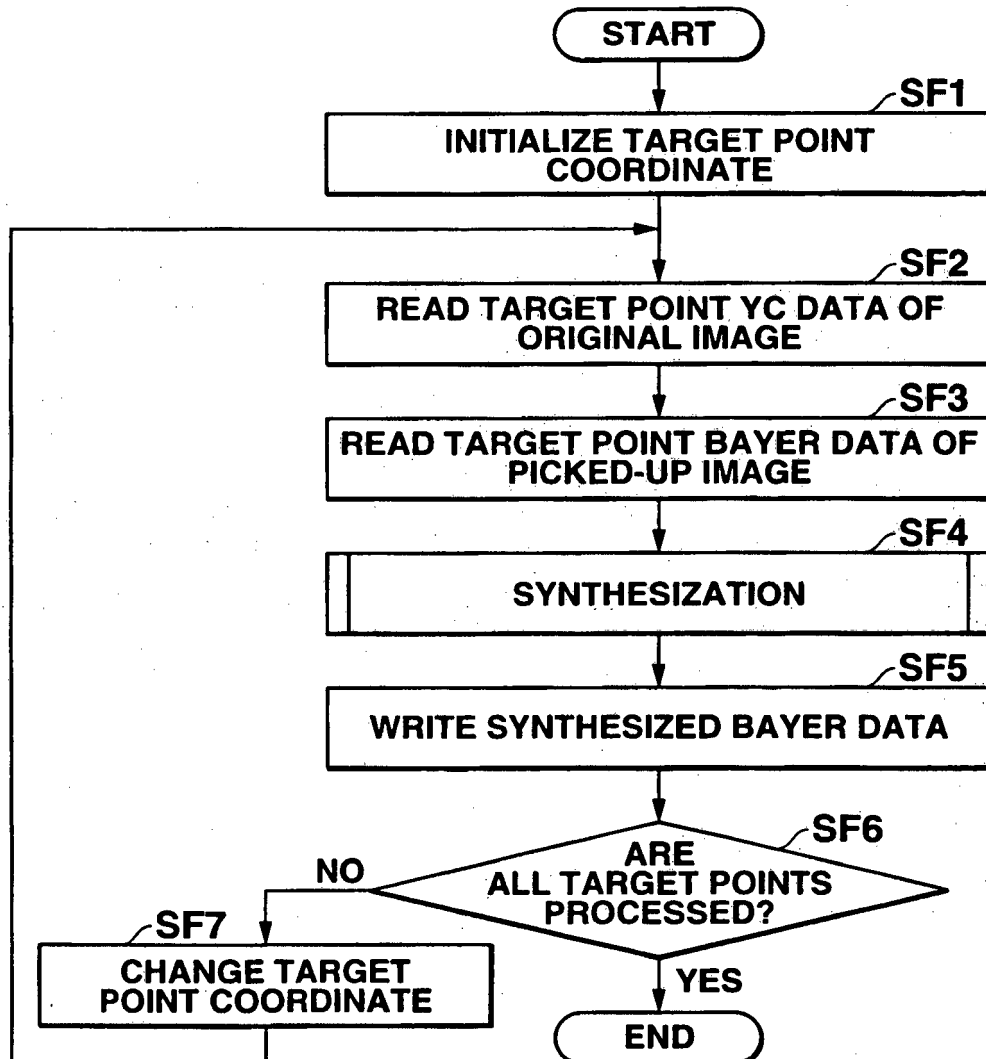 START
SF1
INITIALIZE TARGET POINT
COORDINATE
SF2
READ TARGET POINT YC DATA OF
ORIGINAL IMAGE
SF3
READ TARGET POINT BAYER DATA OF
PICKED-UP IMAGE
SF4
SYNTHESIZATION
SF5
WRITE SYNTHESIZED BAYER DATA
SF6
ARE
ALL TARGET POINTS
PROCESSED?
NO
SF7
CHANGE TARGET
POINT COORDINATE
YES
END